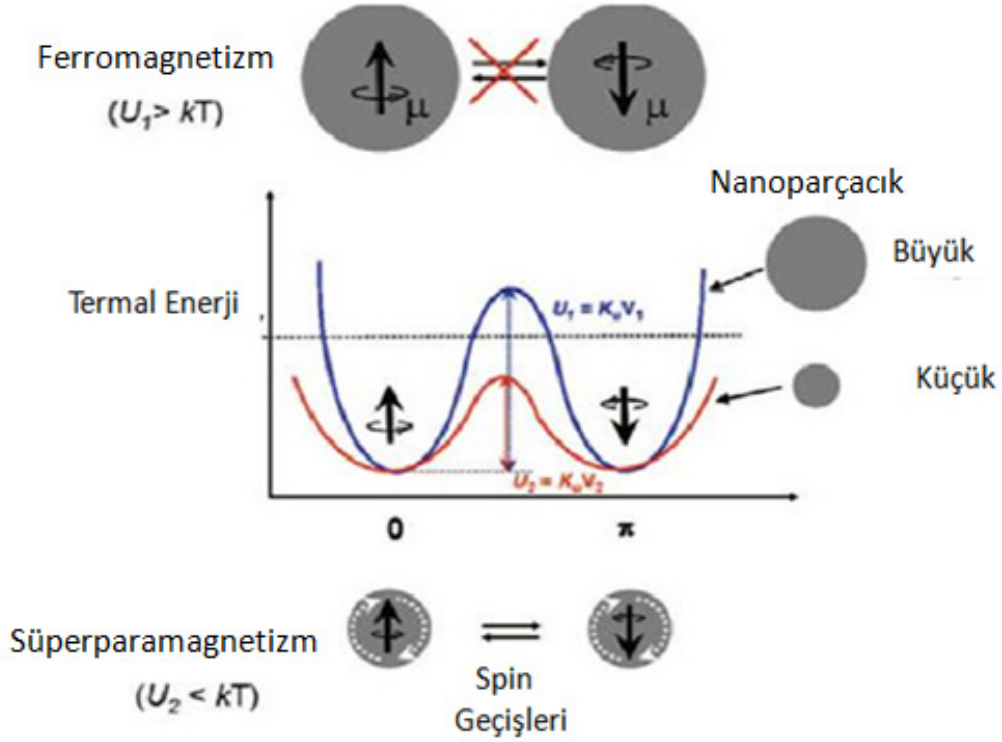 Ferromagnetizm
(U₁> kT)
μ
μ
Nanoparçacık
Büyük
Termal Enerji
U₁ = KᵤV₁
Küçük
U₂ = KᵤV₂
0
π
Süperparamagnetizm
(U₂ < kT)
Spin
Geçişleri